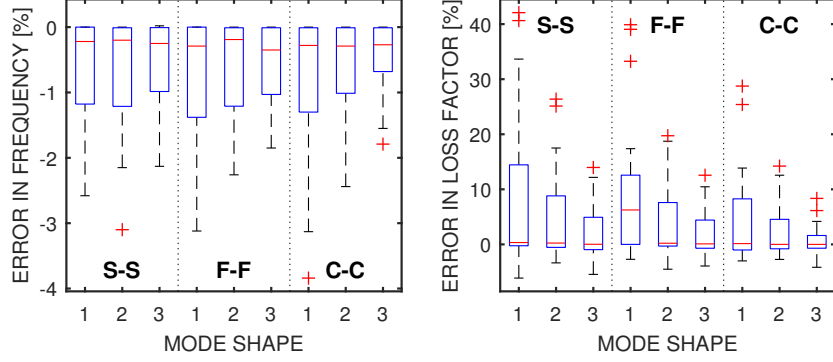 ERROR IN FREQUENCY [%]
0
-1
-2
-3
-4
S-S
F-F
C-C
1 2 3 1 2 3 1 2 3
MODE SHAPE
ERROR IN LOSS FACTOR [%]
40
30
20
10
0
S-S
F-F
C-C
1 2 3 1 2 3 1 2 3
MODE SHAPE